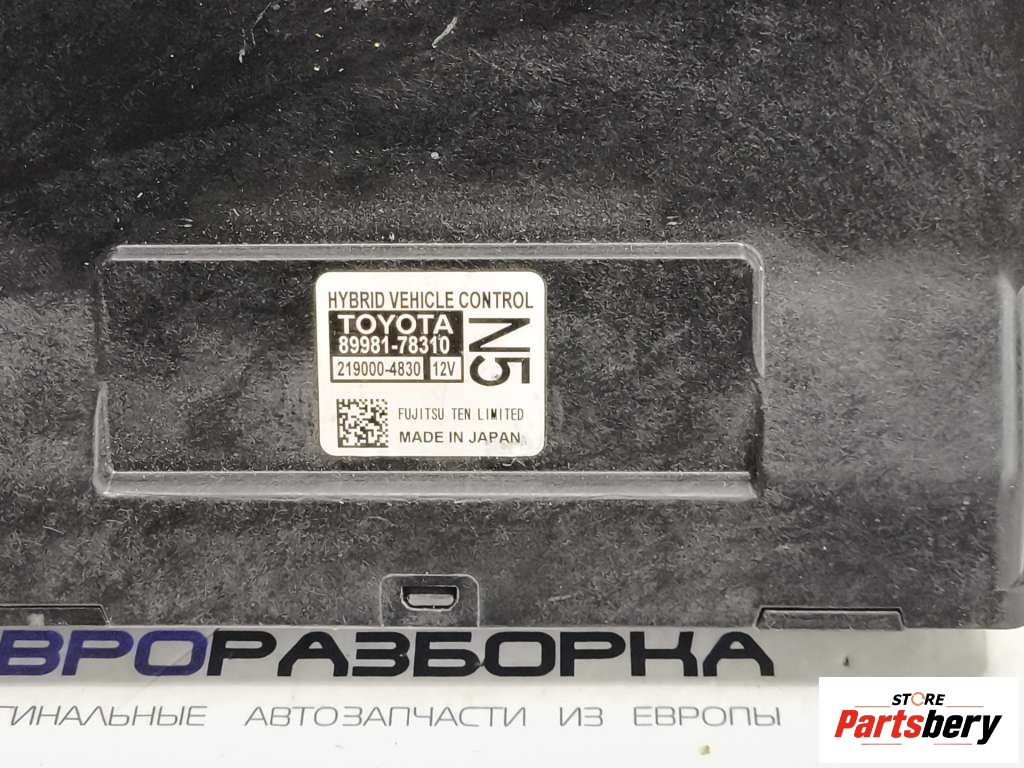 HYBRID VEHICLE CONTROL
TOYOTA
89981-78310
219000-4830 12V
N5
FUJITSU TEN LIMITED
MADE IN JAPAN
ВРОРАЗБОРКА
ГИНАЛЬНЫЕ АВТОЗАПЧАСТИ ИЗ ЕВРОПЫ
STORE
Partsbery